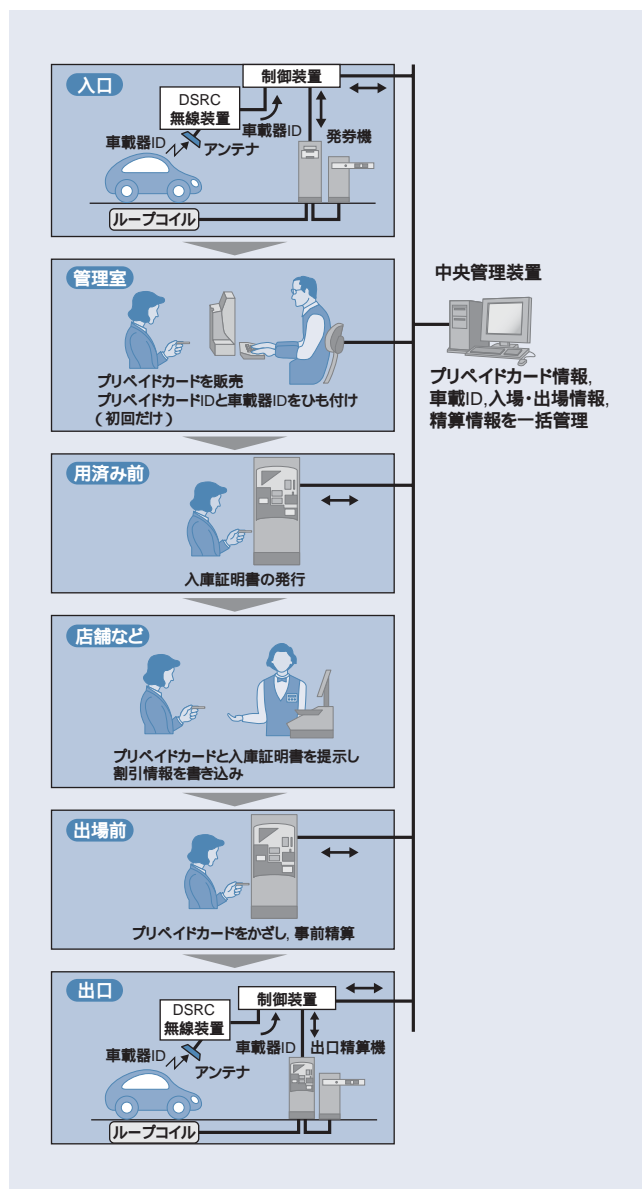 入口
制御装置
DSRC
無線装置
車載器ID
発券機
車載器ID
アンテナ
ループコイル
管理室
プリペイドカードを販売
プリペイドカードIDと車載器IDをひも付け
(初回だけ)
中央管理装置
プリペイドカード情報,
車載ID,入場・出場情報,
精算情報を一括管理
用済み前
入庫証明書の発行
店舗など
プリペイドカードと入庫証明書を提示し
割引情報を書き込み
出場前
プリペイドカードをかざし, 事前精算
出口
制御装置
DSRC
無線装置
車載器ID
出口精算機
車載器ID
アンテナ
ループコイル